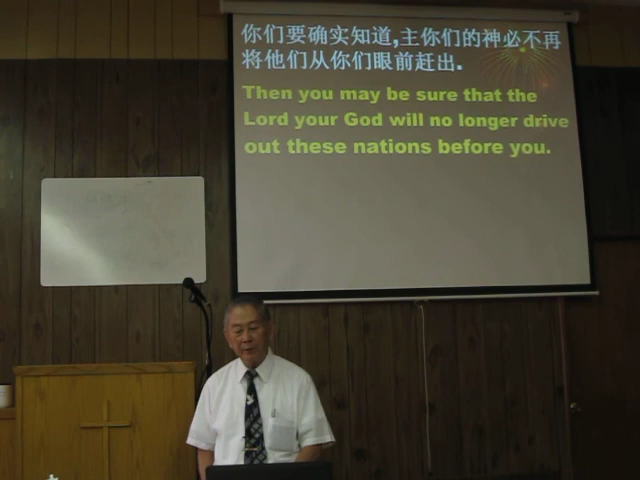 你们要确实知道,主你们的神必不再
将他们从你们眼前赶出.
Then you may be sure that the
Lord your God will no longer drive
out these nations before you.